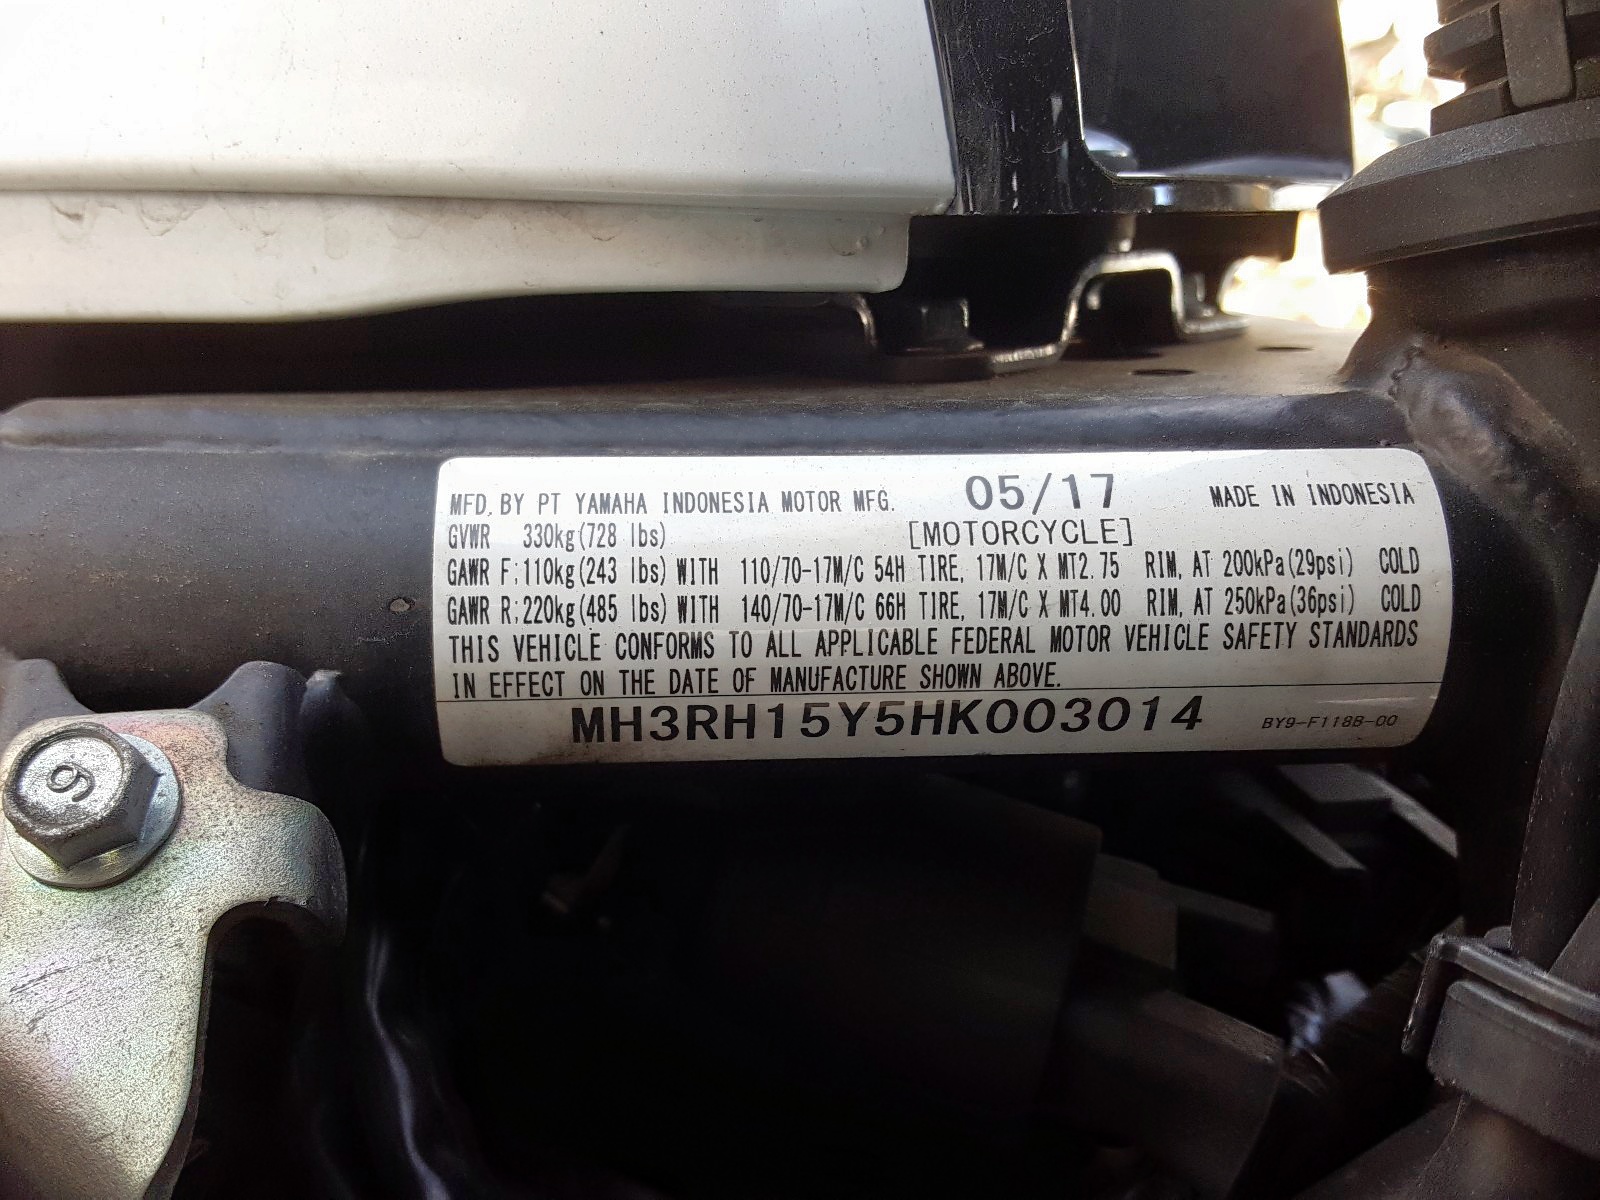 MFD. BY PT YAMAHA INDONESIA MOTOR MFG. 05/17 MADE IN INDONESIA
GVWR 330kg(728 lbs) [MOTORCYCLE]
GAWR F:110kg(243 lbs) WITH 110/70-17M/C 54H TIRE, 17M/C X MT2.75 RIM, AT 200kPa(29psi) COLD
GAWR R:220kg(485 lbs) WITH 140/70-17M/C 66H TIRE, 17M/C X MT4.00 RIM, AT 250kPa(36psi) COLD
THIS VEHICLE CONFORMS TO ALL APPLICABLE FEDERAL MOTOR VEHICLE SAFETY STANDARDS
IN EFFECT ON THE DATE OF MANUFACTURE SHOWN ABOVE.
MH3RH15Y5HK003014 BY9-F118B-00
9